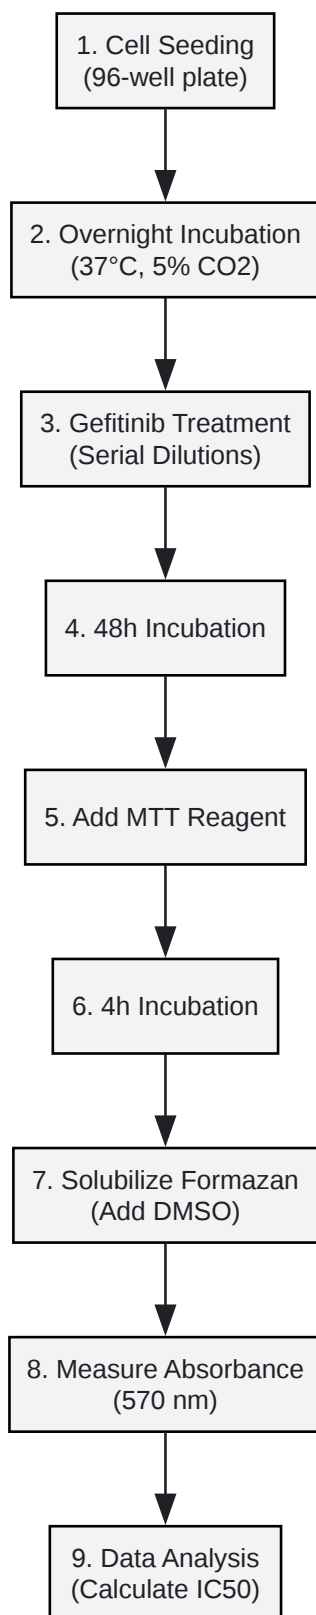 1. Cell Seeding
(96-well plate)
2. Overnight Incubation
(37°C, 5% CO2)
3. Gefitinib Treatment
(Serial Dilutions)
4. 48h Incubation
5. Add MTT Reagent
6. 4h Incubation
7. Solubilize Formazan
(Add DMSO)
8. Measure Absorbance
(570 nm)
9. Data Analysis
(Calculate IC50)